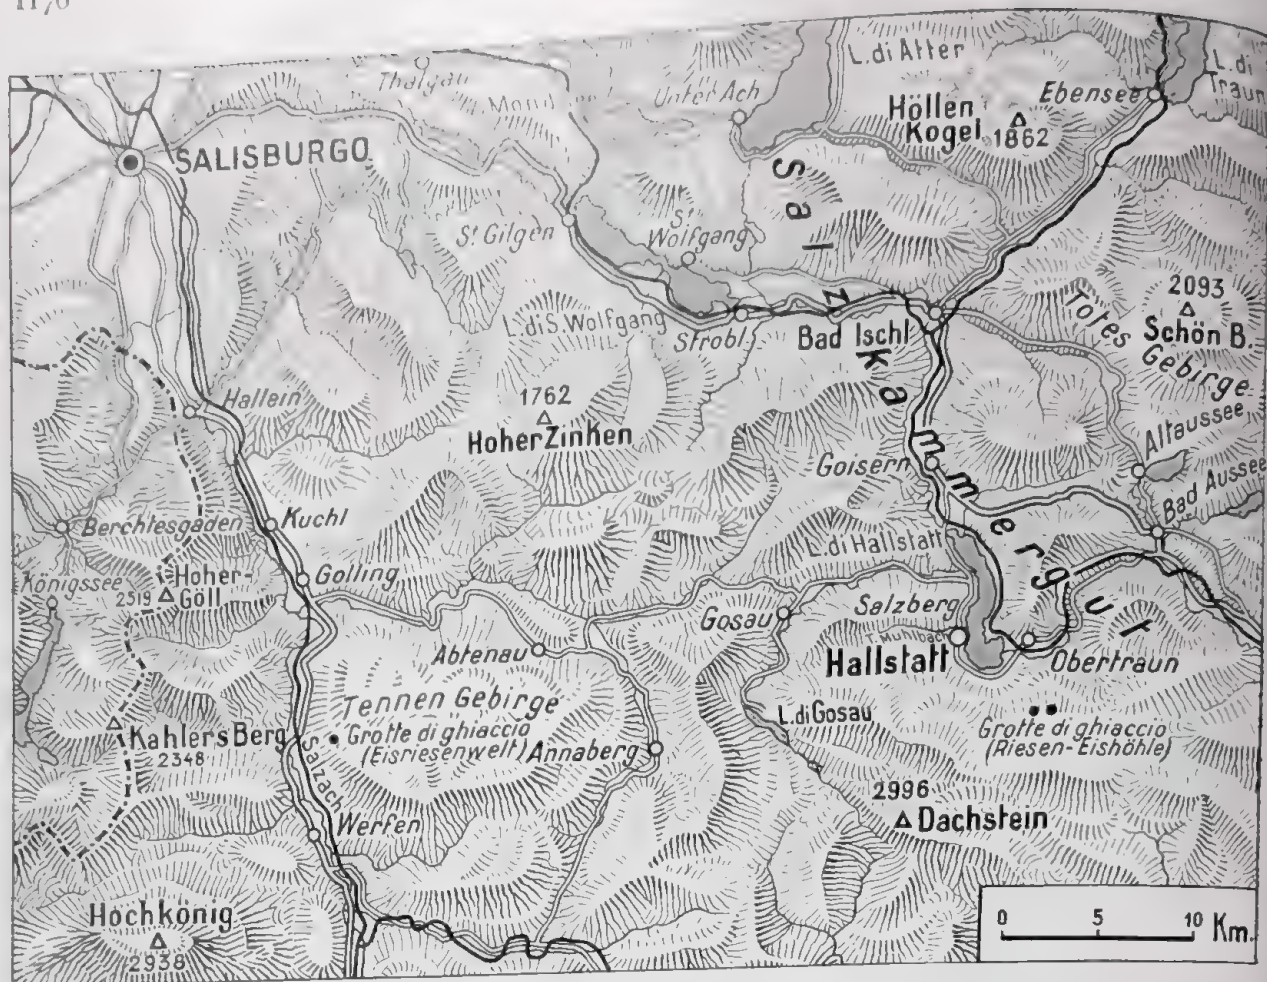 Thalgau
L. di Atter
L. di
Traun
Unter Ach
Höllen
Kogel
1862
Ebensee
SALISBURGO
St Gilgen
St
Wolfgang
L. di S. Wolfgang
Strobl
Bad Ischl
Salzkammergut
2093
Schön B.
Totes
Gebirge
Hallein
1762
Hoher Zinken
Goisern
Altaussee
Bad Aussee
Berchtesgaden
Kuchl
L. di Hallstatt
Königssee
2519
Hoher-
Göll
Golling
Gosau
Salzberg
T. Mühlbach
Hallstatt
Obertraun
Abtenau
Tennen Gebirge
Grotte di ghiaccio
(Eisriesenwelt)
Annaberg
L. di Gosau
Grotte di ghiaccio
(Riesen-Eishöhle)
Kahlers Berg
2348
Salzach
2996
Dachstein
Werfen
Hochkönig
2938
0 5 10 Km.